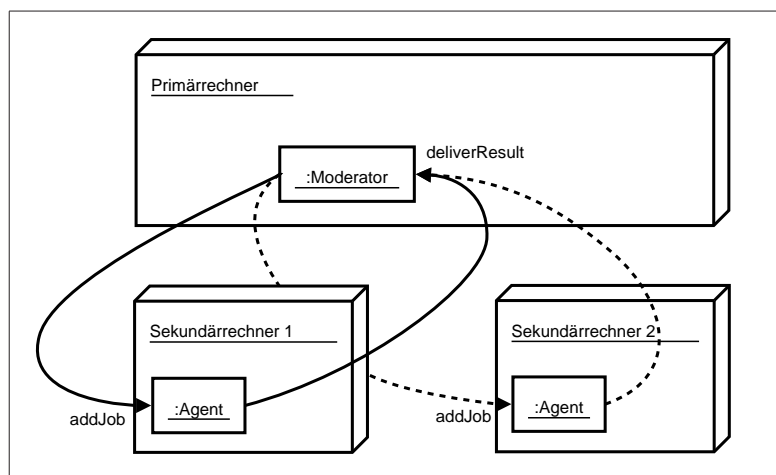 Primärrechner
deliverResult
:Moderator
Sekundärrechner 1
Sekundärrechner 2
:Agent
addJob
:Agent
addJob